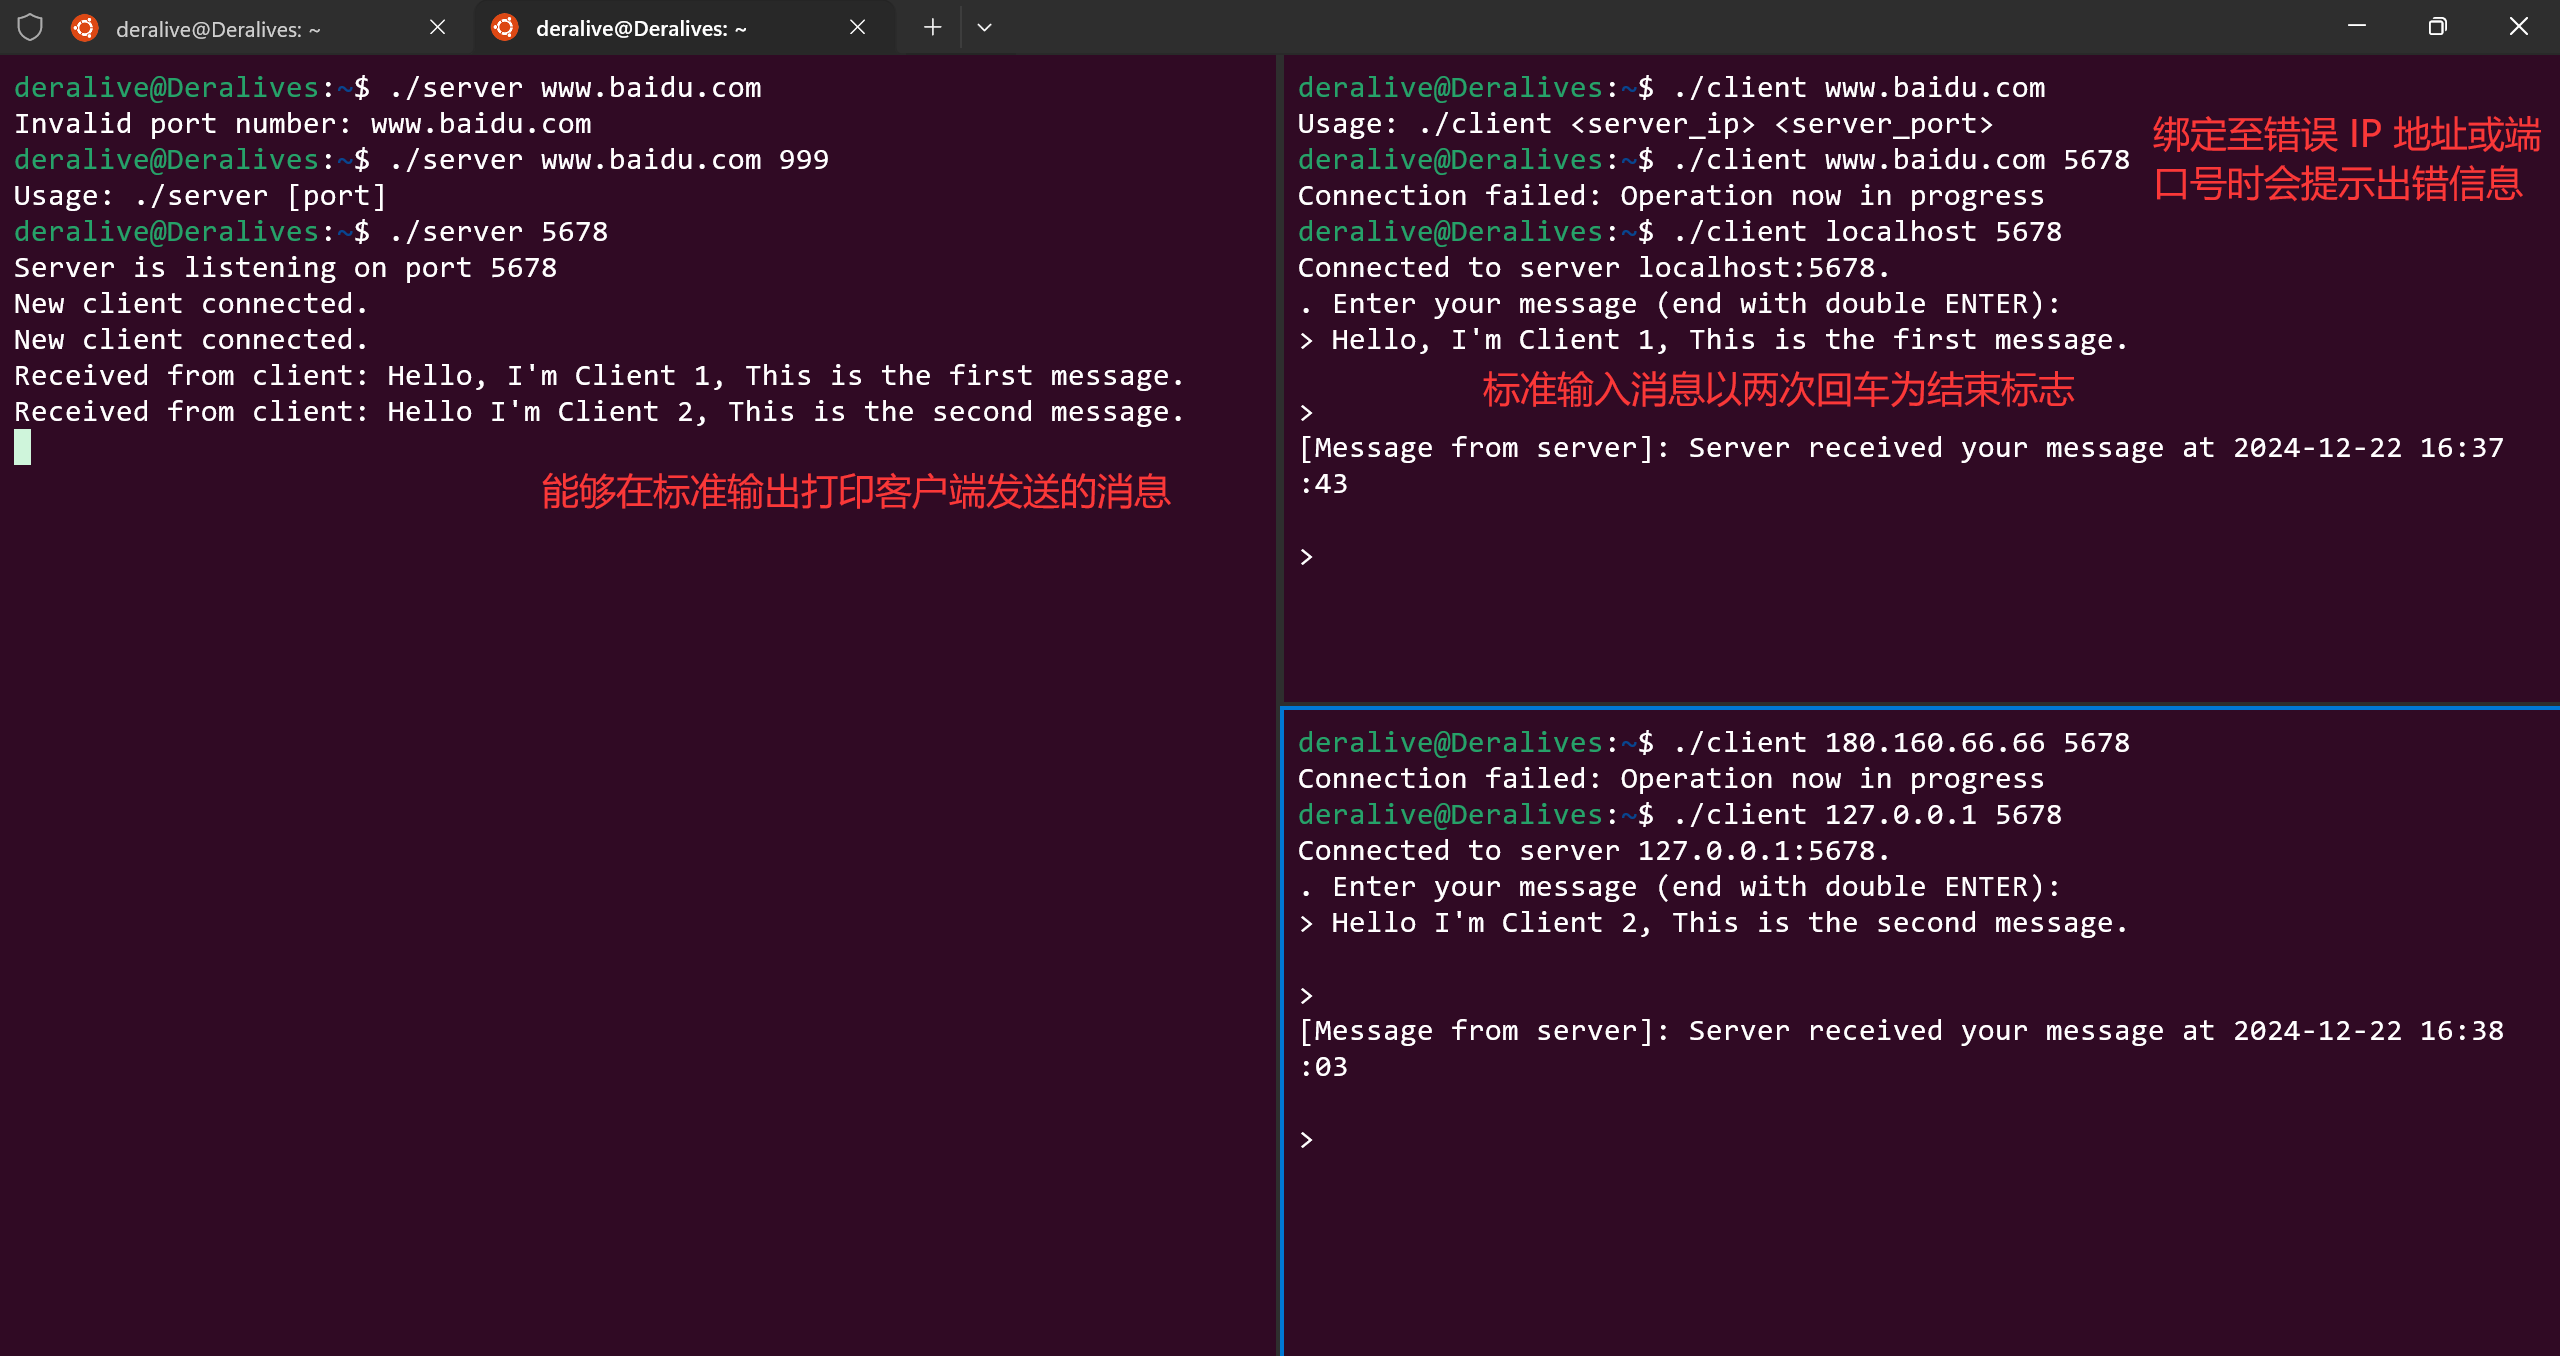 deralive@Deralives: ~
deralive@Deralives: ~
deralive@Deralives:~$ ./server www.baidu.com
Invalid port number: www.baidu.com
deralive@Deralives:~$ ./server www.baidu.com 999
Usage: ./server [port]
deralive@Deralives:~$ ./server 5678
Server is listening on port 5678
New client connected.
New client connected.
Received from client: Hello, I'm Client 1, This is the first message.
Received from client: Hello I'm Client 2, This is the second message.
能够在标准输出打印客户端发送的消息
deralive@Deralives:~$ ./client www.baidu.com
Usage: ./client <server_ip> <server_port>
deralive@Deralives:~$ ./client www.baidu.com 5678
Connection failed: Operation now in progress
绑定至错误 IP 地址或端
口号时会提示出错信息
deralive@Deralives:~$ ./client localhost 5678
Connected to server localhost:5678.
. Enter your message (end with double ENTER):
> Hello, I'm Client 1, This is the first message.
标准输入消息以两次回车为结束标志
>
[Message from server]: Server received your message at 2024-12-22 16:37
:43
>
deralive@Deralives:~$ ./client 180.160.66.66 5678
Connection failed: Operation now in progress
deralive@Deralives:~$ ./client 127.0.0.1 5678
Connected to server 127.0.0.1:5678.
. Enter your message (end with double ENTER):
> Hello I'm Client 2, This is the second message.
>
[Message from server]: Server received your message at 2024-12-22 16:38
:03
>